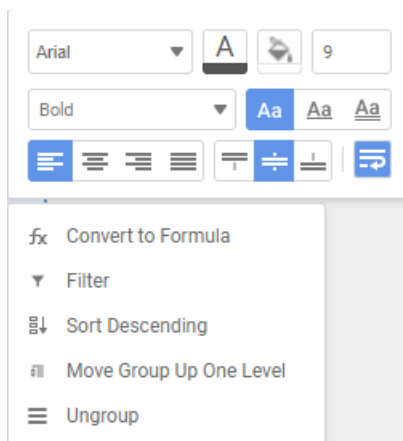 Arial A 9
Bold Aa Aa Aa
fx Convert to Formula
Filter
Sort Descending
Move Group Up One Level
Ungroup